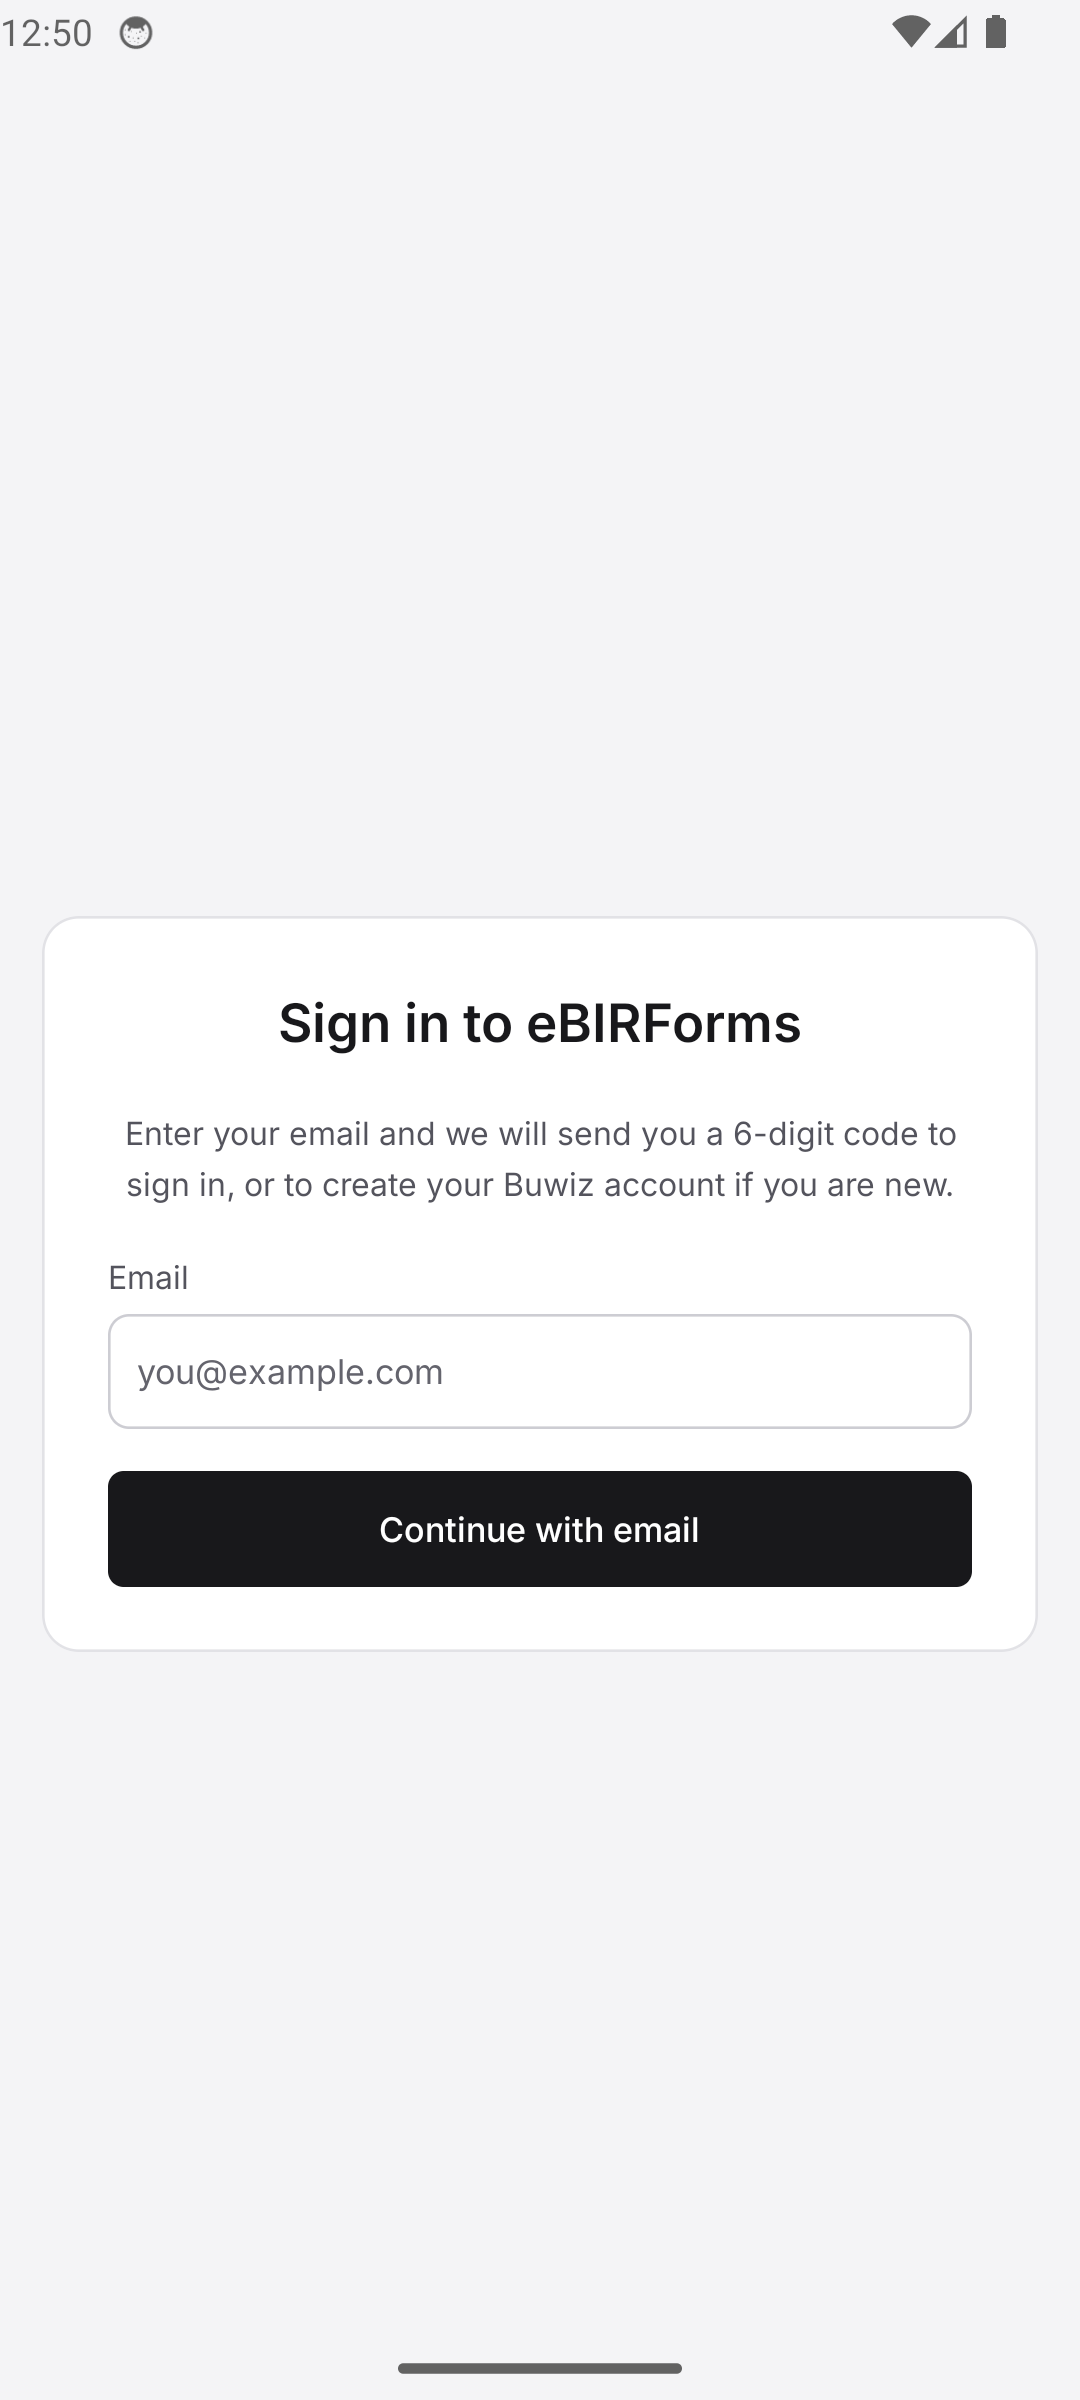 12:50
Sign in to eBIRForms
Enter your email and we will send you a 6-digit code to
sign in, or to create your Buwiz account if you are new.
Email
you@example.com
Continue with email